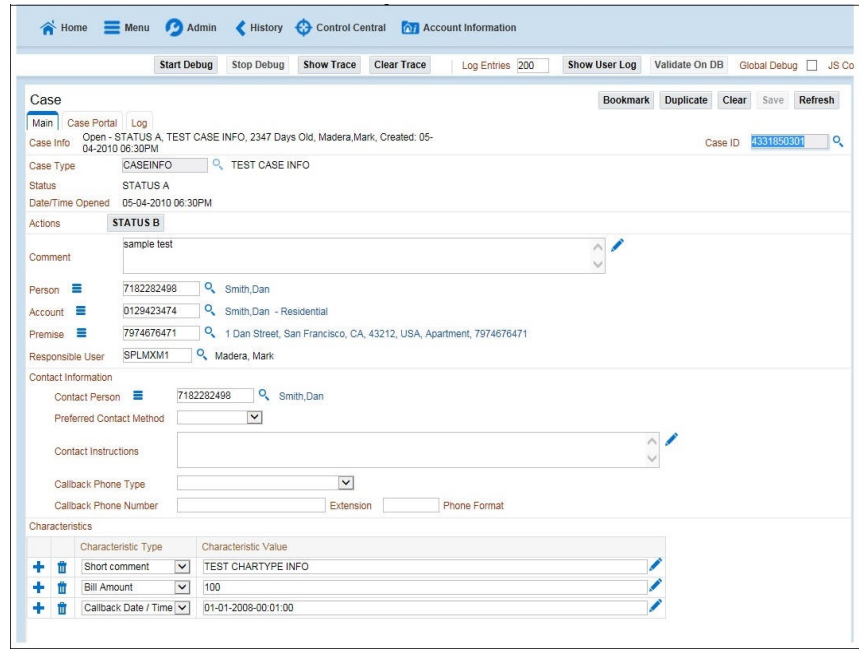 Home Menu Admin History Control Central Account Information
Start Debug Stop Debug Show Trace Clear Trace Log Entries 200 Show User Log Validate On DB Global Debug JS Co
Case Bookmark Duplicate Clear Save Refresh
Main Case Portal Log
Case Info Open - STATUS A, TEST CASE INFO, 2347 Days Old, Madera,Mark, Created: 05-
04-2010 06:30PM
Case ID 4331850301
Case Type CASEINFO TEST CASE INFO
Status STATUS A
Date/Time Opened 05-04-2010 06:30PM
Actions STATUS B
sample test
Comment
Person 7182282498 Smith,Dan
Account 0129423474 Smith,Dan - Residential
Premise 7974676471 1 Dan Street, San Francisco, CA, 43212, USA, Apartment, 7974676471
Responsible User SPLMXM1 Madera, Mark
Contact Information
Contact Person 7182282498 Smith,Dan
Preferred Contact Method
Contact Instructions
Callback Phone Type
Callback Phone Number Extension Phone Format
Characteristics
Characteristic Type Characteristic Value
Short comment TEST CHARTYPE INFO
Bill Amount 100
Callback Date / Time 01-01-2008-00:01:00